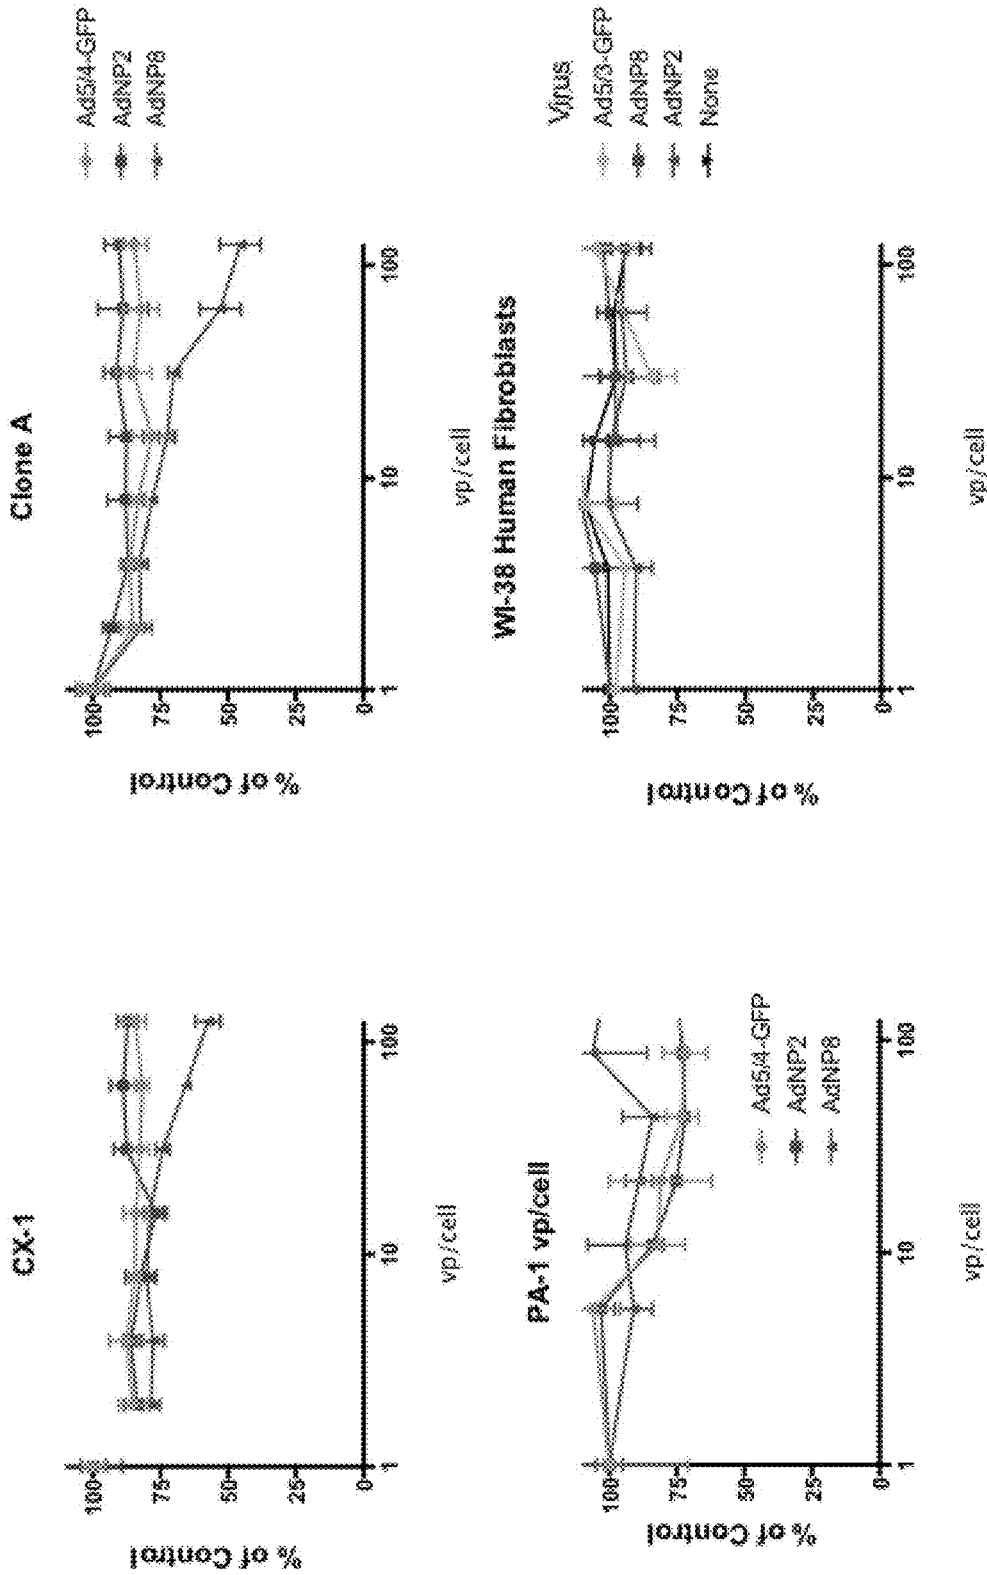 CX-1
% of Control
100
75
50
25
0
1
10
100
vp/cell
Clone A
% of Control
100
75
50
25
0
1
10
100
vp/cell
Ad5/4-GFP
AdNP2
AdNP8
PA-1 vp/cell
% of Control
100
75
50
25
0
1
10
100
vp/cell
Ad5/4-GFP
AdNP2
AdNP8
WI-38 Human Fibroblasts
% of Control
100
75
50
25
0
1
10
100
vp/cell
Virus
Ad5/3-GFP
AdNP8
AdNP2
None